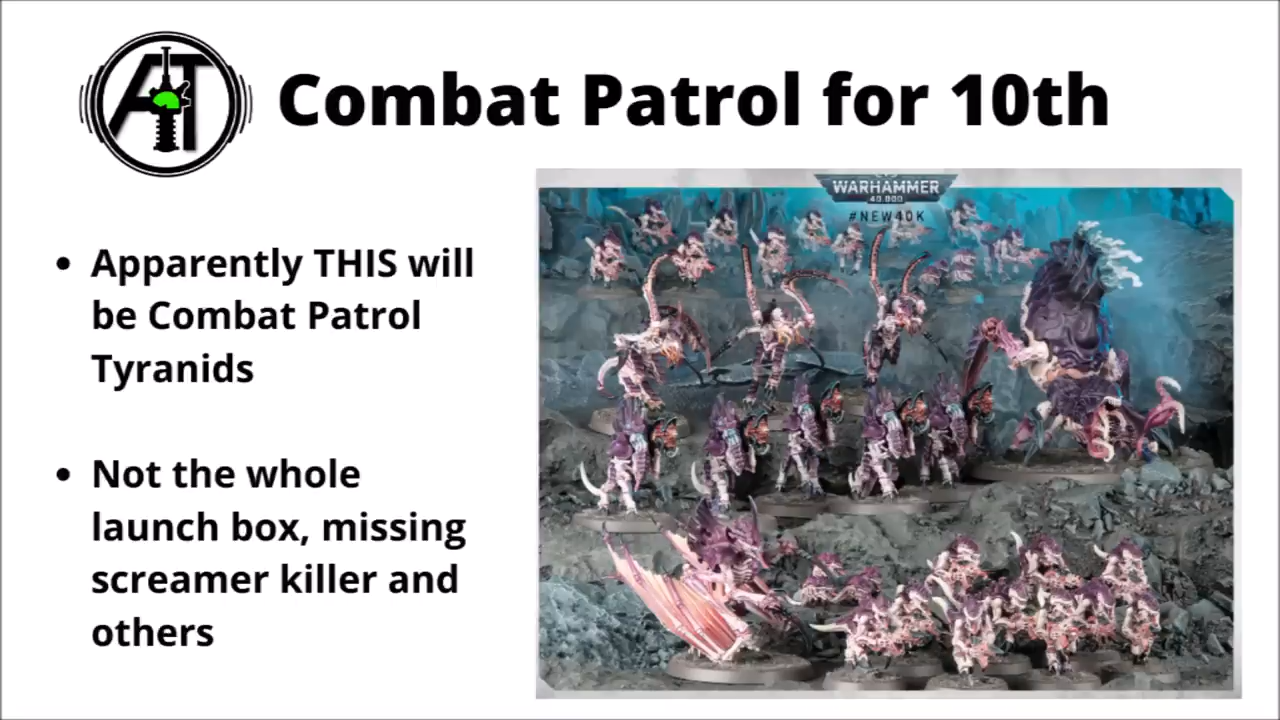 AT
Combat Patrol for 10th
WARHAMMER
40,000
#NEW40K
• Apparently THIS will
be Combat Patrol
Tyranids
• Not the whole
launch box, missing
screamer killer and
others